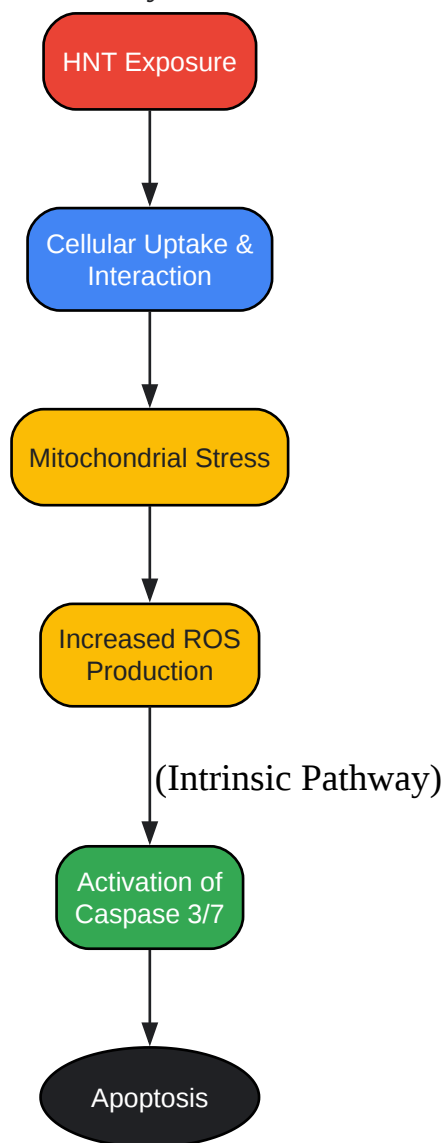 HNT Exposure
Cellular Uptake &
Interaction
Mitochondrial Stress
Increased ROS
Production
(Intrinsic Pathway)
Activation of
Caspase 3/7
Apoptosis